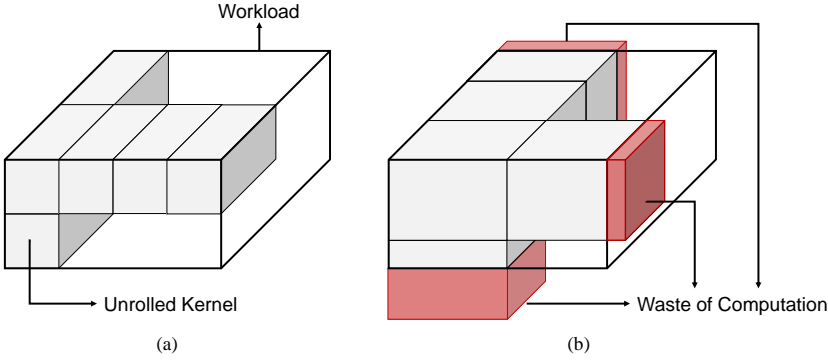 Workload
Unrolled Kernel
Waste of Computation
(a)
(b)